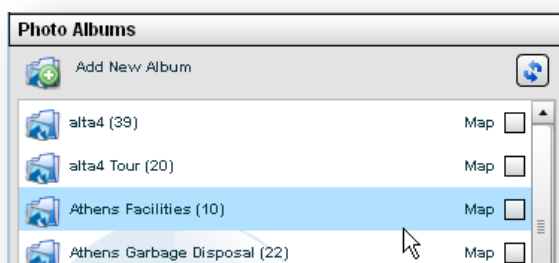 Photo Albums
Add New Album
alta4 (39) Map
alta4 Tour (20) Map
Athens Facilities (10) Map
Athens Garbage Disposal (22) Map